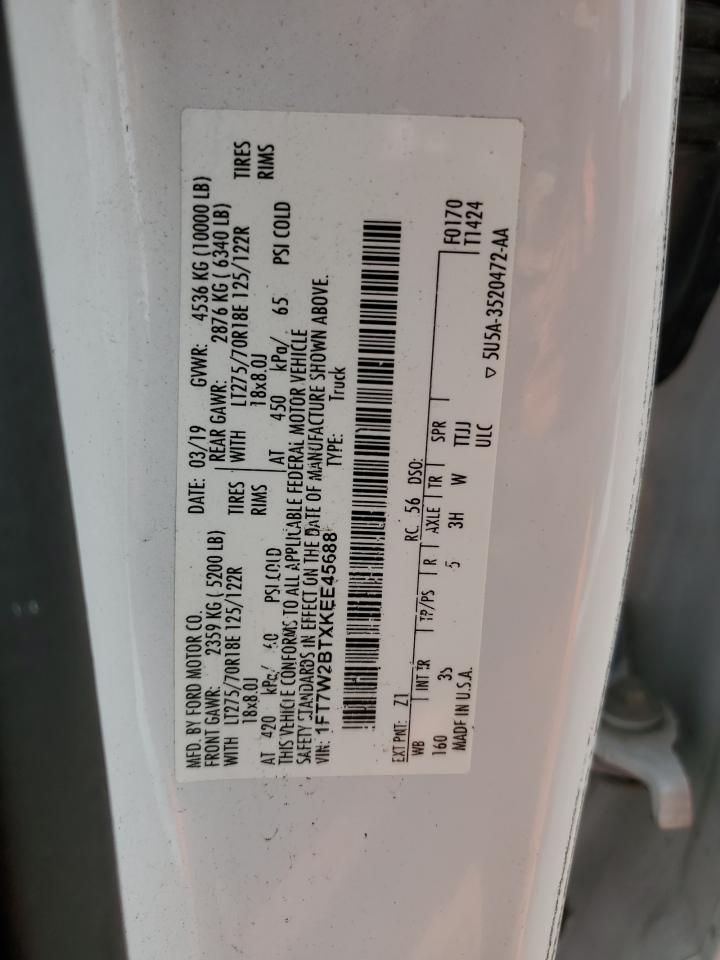 MFD. BY FORD MOTOR CO.
DATE: 03/19 GVWR: 4536 KG (10000 LB)
FRONT GAWR: 2359 KG ( 5200 LB)
REAR GAWR: 2876 KG ( 6340 LB)
WITH LT275/70R18E 125/122R TIRES
WITH LT275/70R18E 125/122R TIRES
18x8.0J RIMS
18x8.0J RIMS
AT 420 kPa/ 60 PSI COLD
AT 450 kPa/ 65 PSI COLD
THIS VEHICLE CONFORMS TO ALL APPLICABLE FEDERAL MOTOR VEHICLE
SAFETY STANDARDS IN EFFECT ON THE DATE OF MANUFACTURE SHOWN ABOVE.
VIN: 1FT7W2BTXKEE45688 TYPE: Truck
EXT PNT: Z1 RC: 56 DSO:
WB INT TR TP/PS R AXLE TR SPR
160 3S 5 3H W TTJJ
F0170
T1424
MADE IN U.S.A. ULC
▽ 5U5A-3520472-AA